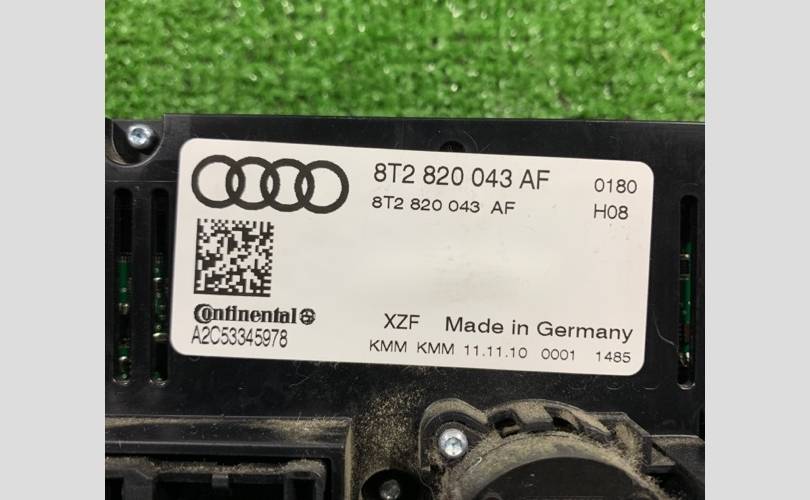 8T2 820 043 AF 0180
8T2 820 043 AF H08
Continental
A2C53345978
XZF Made in Germany
KMM KMM 11.11.10 0001 1485